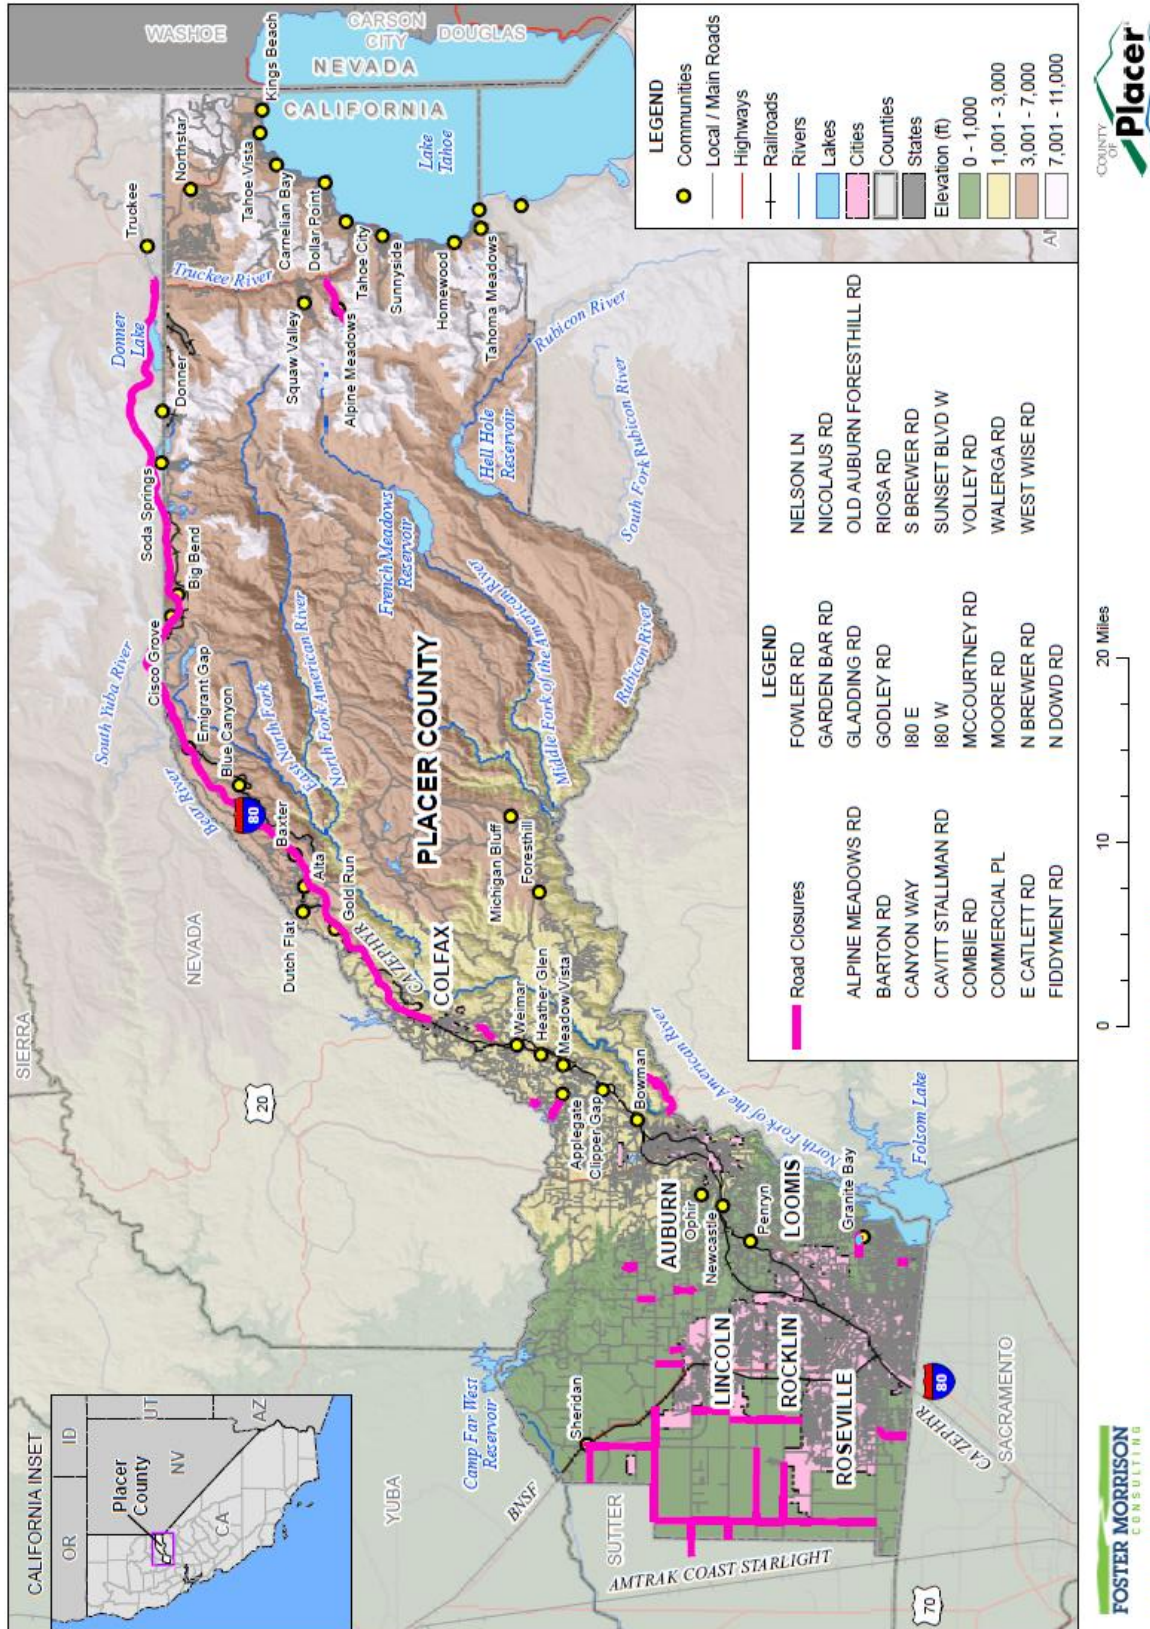 CALIFORNIA INSET
OR
ID
UT
NV
AZ
CA
Placer
County
SIERRA
NEVADA
20
YUBA
SUTTER
SACRAMENTO
70
80
80
WASHOE
CARSON
CITY
DOUGLAS
NEVADA
CALIFORNIA
Truckee
Northstar
Kings Beach
Tahoe Vista
Carnelian Bay
Dollar Point
Tahoe City
Sunnyside
Homewood
Tahoma Meadows
Lake
Tahoe
Truckee River
Squaw Valley
Alpine Meadows
Donner
Lake
Donner
Soda Springs
Big Bend
Cisco Grove
South Yuba River
Emigrant Gap
Blue Canyon
Bear River
Baxter
Alta
Dutch Flat
Gold Run
CA ZEPHYR
COLFAX
East North Fork
North Fork American River
PLACER COUNTY
French Meadows
Reservoir
Hell Hole
Reservoir
Rubicon River
South Fork Rubicon River
Rubicon River
Middle Fork of the American River
Michigan Bluff
Foresthill
Weimar
Heather Glen
Meadow Vista
Applegate
Clipper Gap
Bowman
North Fork of the American River
AUBURN
Ophir
Newcastle
Penryn
LOOMIS
Granite Bay
Folsom Lake
Camp Far West
Reservoir
Sheridan
BNSF
LINCOLN
ROCKLIN
ROSEVILLE
CA ZEPHYR
AMTRAK COAST STARLIGHT
LEGEND
Communities
Local / Main Roads
Highways
Railroads
Rivers
Lakes
Cities
Counties
States
Elevation (ft)
0 - 1,000
1,001 - 3,000
3,001 - 7,000
7,001 - 11,000
LEGEND
Road Closures
ALPINE MEADOWS RD
BARTON RD
CANYON WAY
CAVITT STALLMAN RD
COMBIE RD
COMMERCIAL PL
E CATLETT RD
FIDDYMENT RD
FOWLER RD
GARDEN BAR RD
GLADDING RD
GODLEY RD
I80 E
I80 W
MCCOURTNEY RD
MOORE RD
N BREWER RD
N DOWD RD
NELSON LN
NICOLAUS RD
OLD AUBURN FORESTHILL RD
RIOSA RD
S BREWER RD
SUNSET BLVD W
VOLLEY RD
WALERGA RD
WEST WISE RD
0
10
20 Miles
FOSTER MORRISON
CONSULTING
COUNTY
OF
Placer